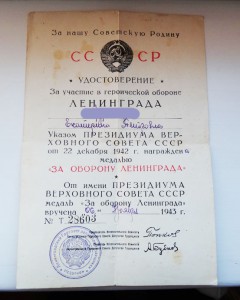 За нашу Советскую Родину
СССР
УДОСТОВЕРЕНИЕ
За участие в героической обороне
ЛЕНИНГРАДА
Указом ПРЕЗИДИУМА ВЕР-
ХОВНОГО СОВЕТА СССР
от 22 декабря 1942 г. награжден
медалью
«ЗА ОБОРОНУ ЛЕНИНГРАДА»
От имени ПРЕЗИДИУМА
ВЕРХОВНОГО СОВЕТА СССР
медаль «За оборону Ленинграда»
вручена 1943 г.
№ Т. 28603